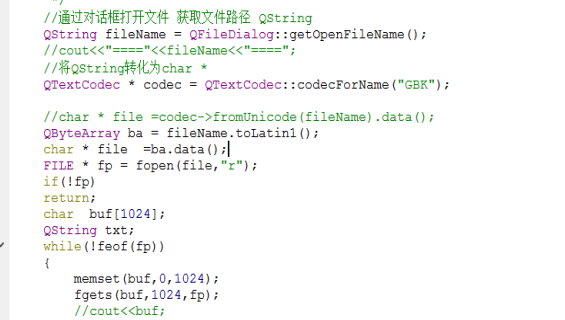 */
//通过对话框打开文件 获取文件路径 QString
QString fileName = QFileDialog::getOpenFileName();
//cout<<"===="<<fileName<<"====";
//将QString转化为char *
QTextCodec * codec = QTextCodec::codecForName("GBK");
//char * file =codec->fromUnicode(fileName).data();
QByteArray ba = fileName.toLatin1();
char * file  =ba.data();
FILE * fp = fopen(file,"r");
if(!fp)
return;
char  buf[1024];
QString txt;
while(!feof(fp))
{
memset(buf,0,1024);
fgets(buf,1024,fp);
//cout<<buf;